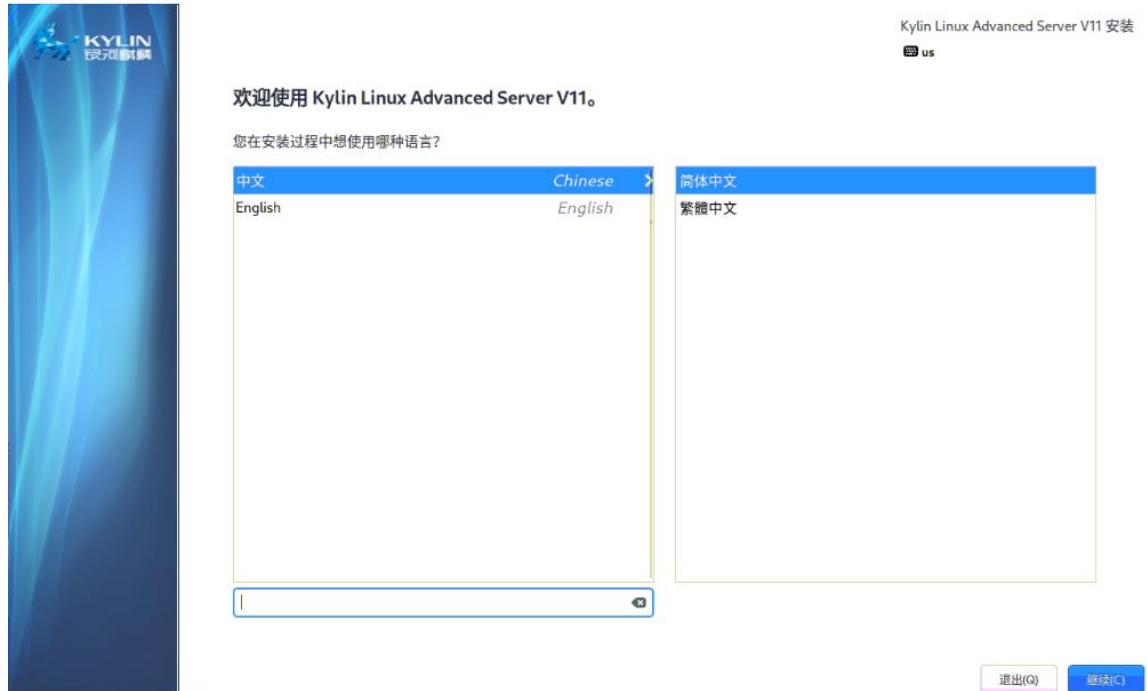 KYLIN
银河麒麟
Kylin Linux Advanced Server V11 安装
us
欢迎使用 Kylin Linux Advanced Server V11。
您在安装过程中想使用哪种语言?
中文 Chinese
English English
简体中文
繁體中文
退出(Q)
继续(C)